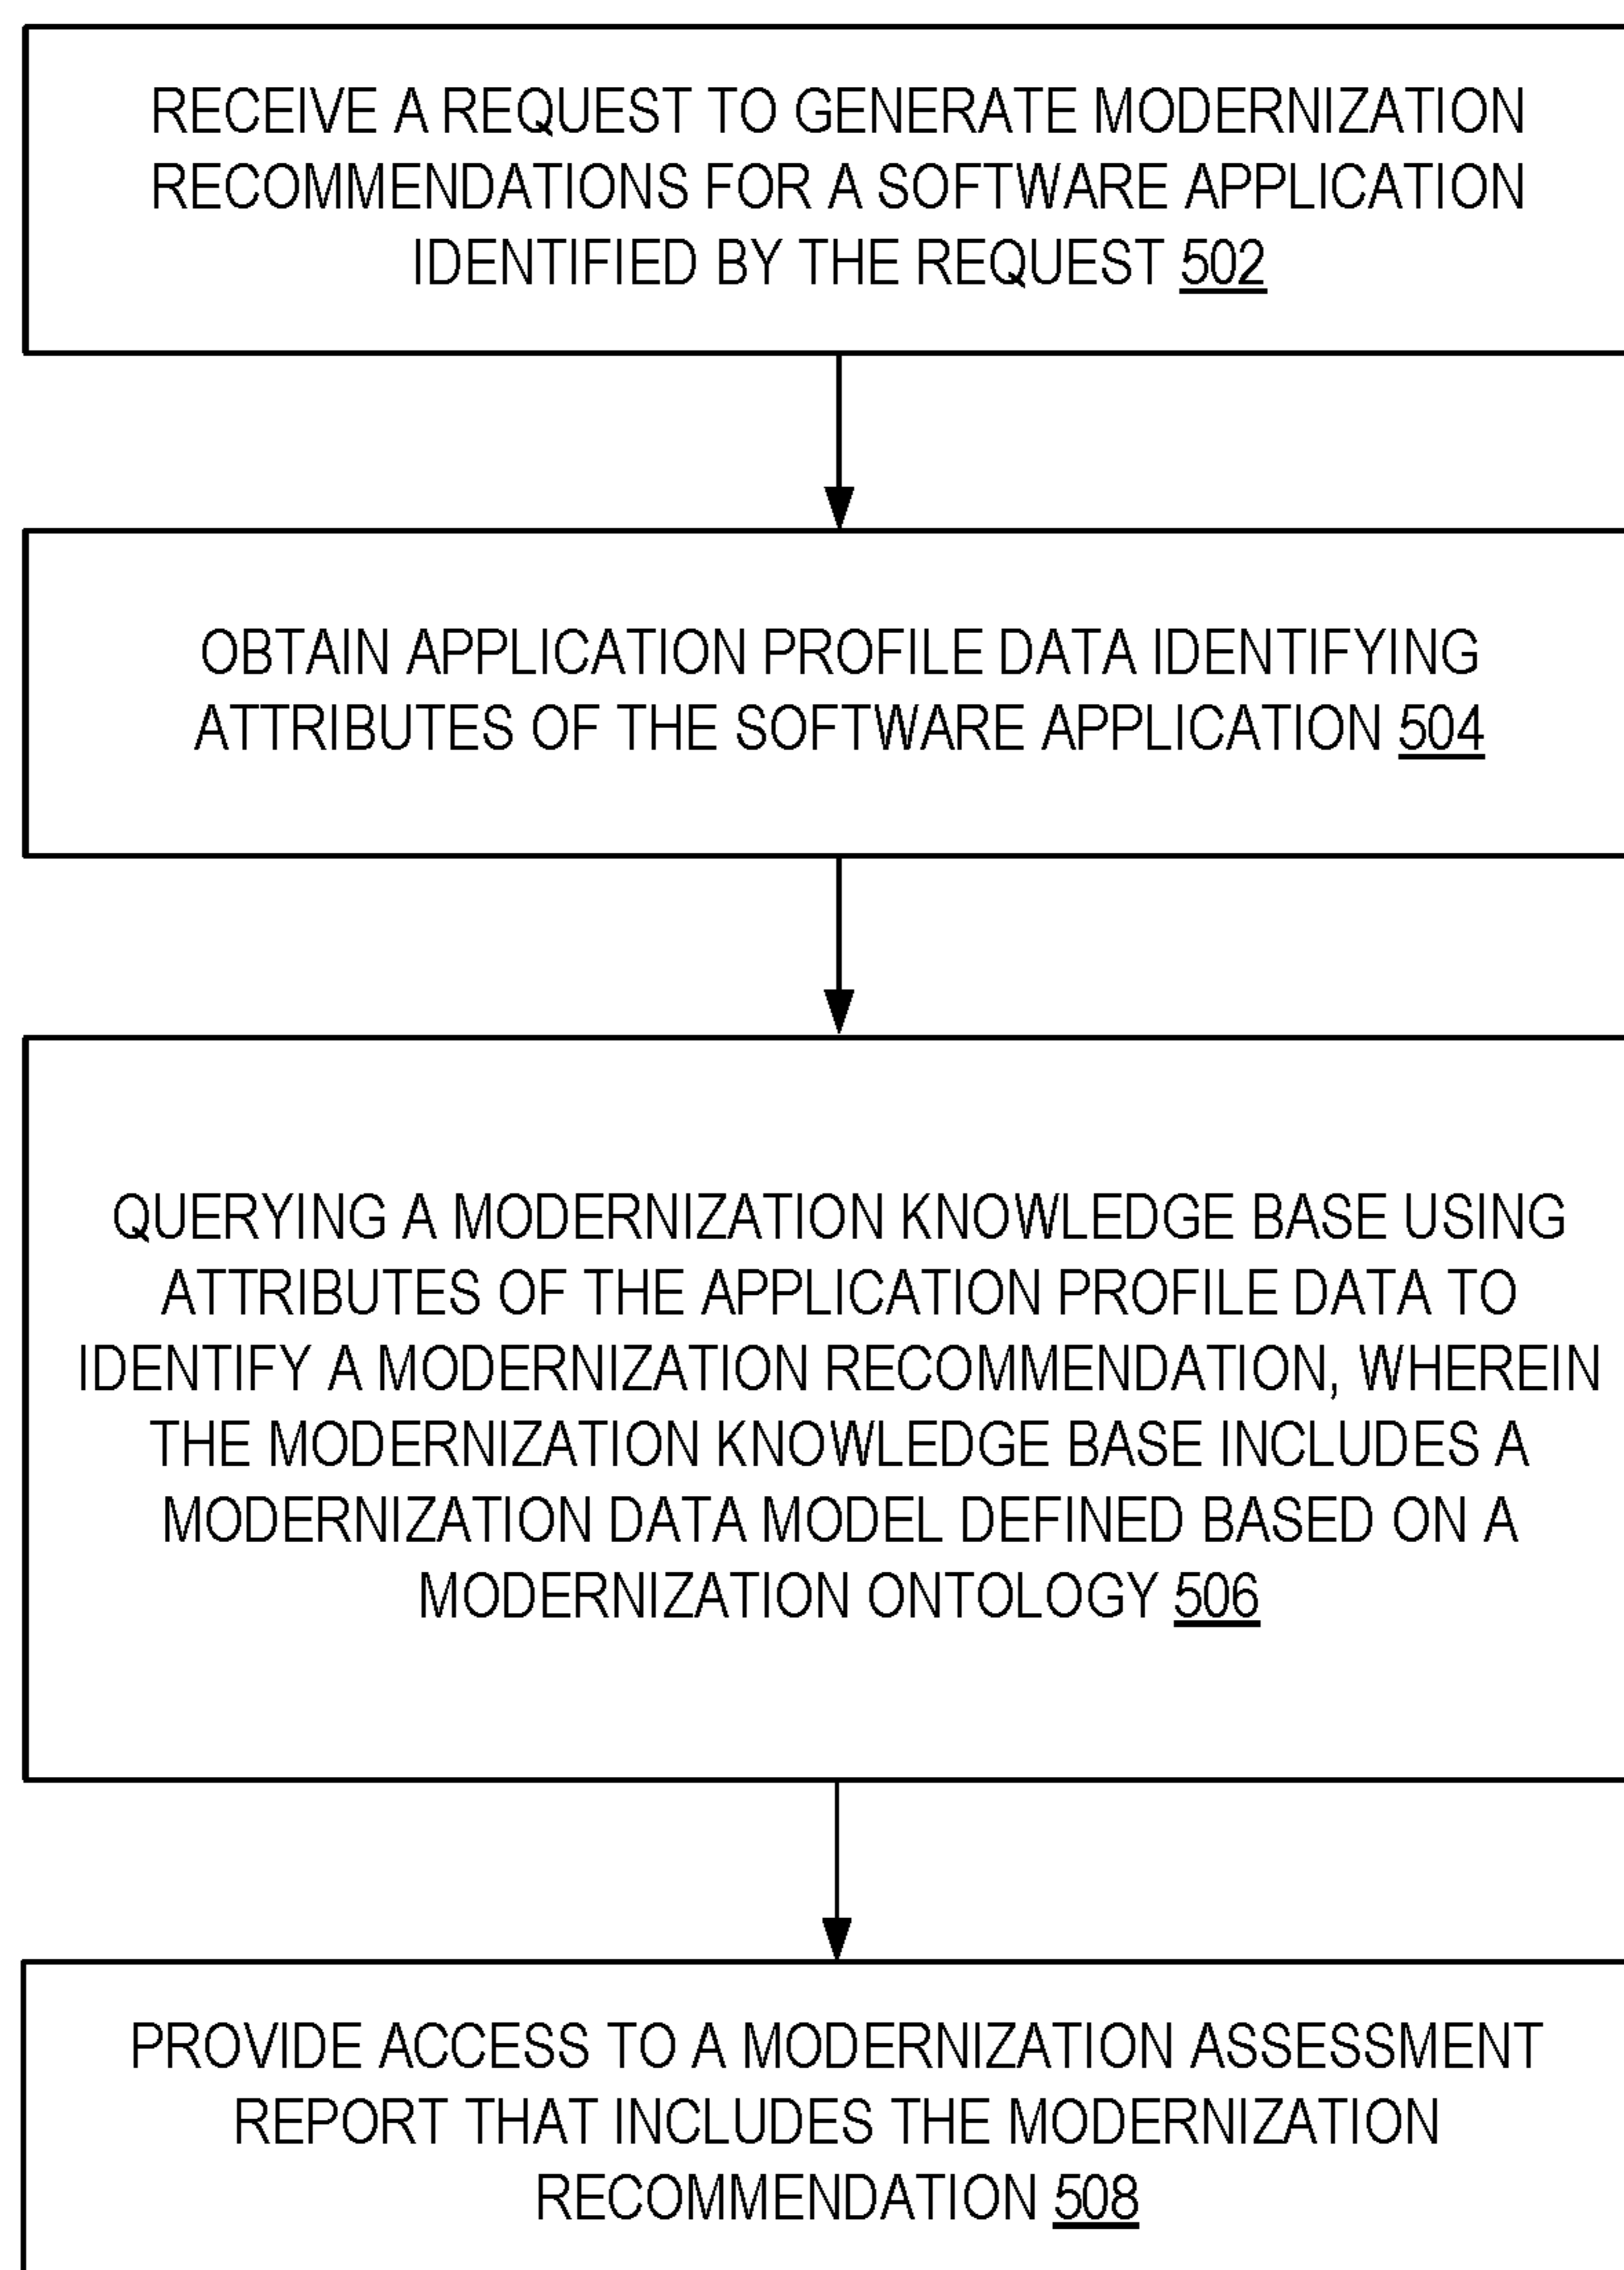 RECEIVE A REQUEST TO GENERATE MODERNIZATION
RECOMMENDATIONS FOR A SOFTWARE APPLICATION
IDENTIFIED BY THE REQUEST 502
OBTAIN APPLICATION PROFILE DATA IDENTIFYING
ATTRIBUTES OF THE SOFTWARE APPLICATION 504
QUERYING A MODERNIZATION KNOWLEDGE BASE USING
ATTRIBUTES OF THE APPLICATION PROFILE DATA TO
IDENTIFY A MODERNIZATION RECOMMENDATION, WHEREIN
THE MODERNIZATION KNOWLEDGE BASE INCLUDES A
MODERNIZATION DATA MODEL DEFINED BASED ON A
MODERNIZATION ONTOLOGY 506
PROVIDE ACCESS TO A MODERNIZATION ASSESSMENT
REPORT THAT INCLUDES THE MODERNIZATION
RECOMMENDATION 508